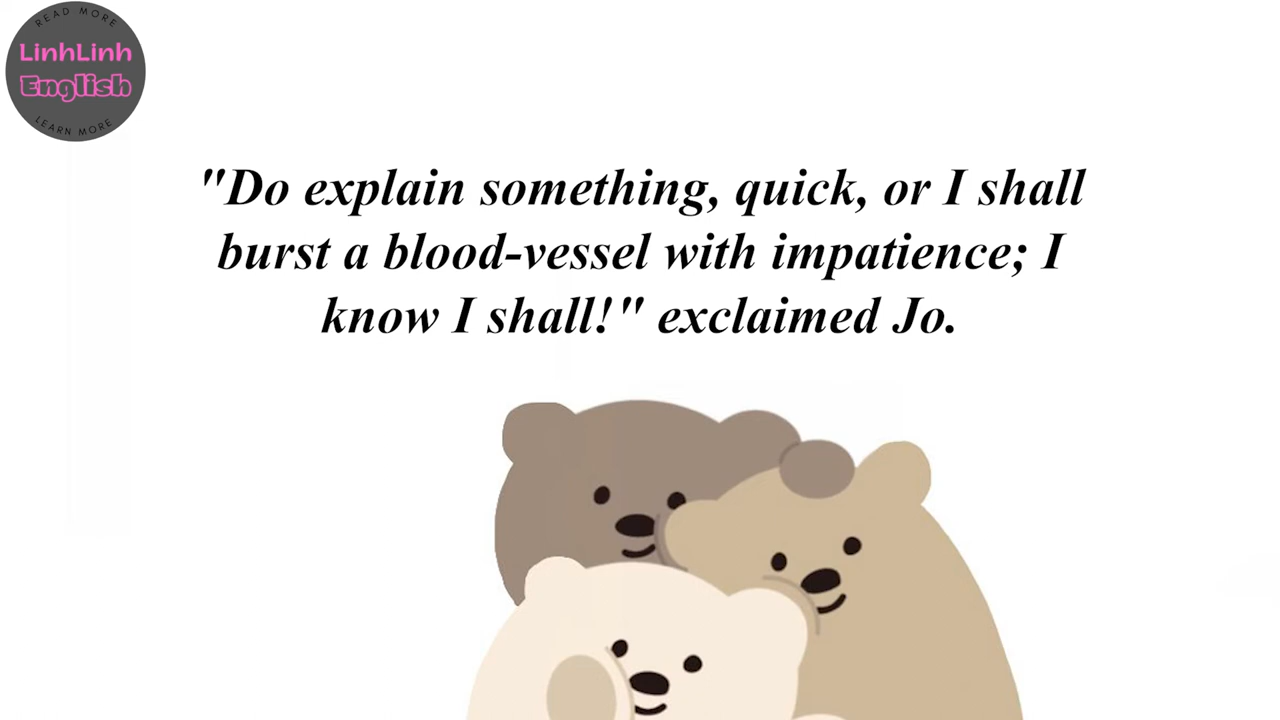 READ MORE
LinhLinh
English
LEARN MORE
"Do explain something, quick, or I shall
burst a blood-vessel with impatience; I
know I shall!" exclaimed Jo.